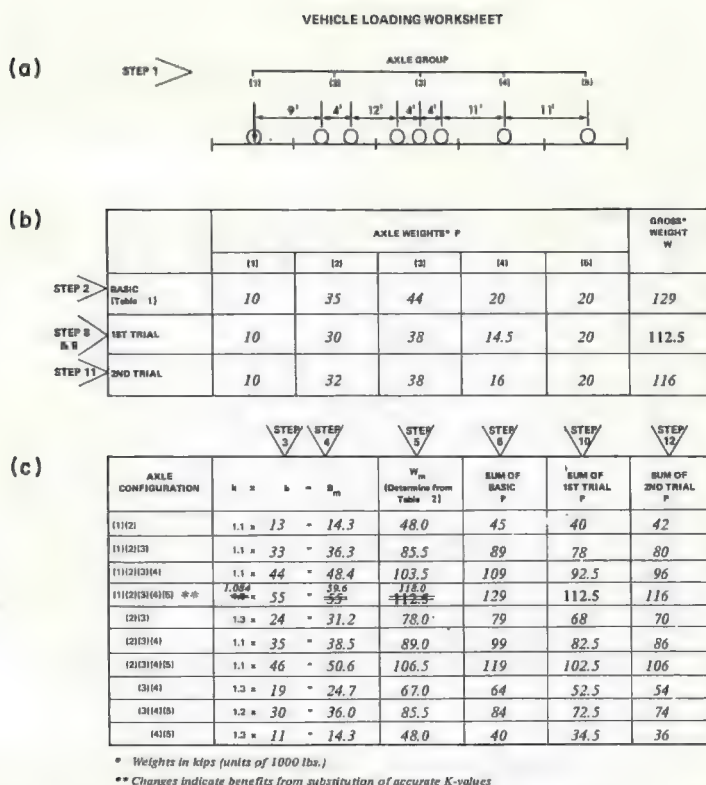 VEHICLE LOADING WORKSHEET
(a)
STEP 1
AXLE GROUP
(1) (2) (3) (4) (5)
9' 4' 12' 4' 4' 11' 11'
(b)
AXLE WEIGHTS* P
GROSS*
WEIGHT
W
(1) (2) (3) (4) (5)
STEP 2 BASIC
(Table 1) 10 35 44 20 20 129
STEP 8
& 9 1ST TRIAL 10 30 38 14.5 20 112.5
STEP 11 2ND TRIAL 10 32 38 16 20 116
(c)
STEP 3 STEP 4 STEP 5 STEP 6 STEP 10 STEP 12
AXLE
CONFIGURATION
k x b = Bm
Wm
(Determine from
Table 2)
SUM OF
BASIC
P
SUM OF
1ST TRIAL
P
SUM OF
2ND TRIAL
P
(1)(2) 1.1 x 13 = 14.3 48.0 45 40 42
(1)(2)(3) 1.1 x 33 = 36.3 85.5 89 78 80
(1)(2)(3)(4) 1.1 x 44 = 48.4 103.5 109 92.5 96
1.084 59.6 118.0
(1)(2)(3)(4)(5) ** x 55 = 55 112.5 129 112.5 116
(2)(3) 1.3 x 24 = 31.2 78.0 79 68 70
(2)(3)(4) 1.1 x 35 = 38.5 89.0 99 82.5 86
(2)(3)(4)(5) 1.1 x 46 = 50.6 106.5 119 102.5 106
(3)(4) 1.3 x 19 = 24.7 67.0 64 52.5 54
(3)(4)(5) 1.2 x 30 = 36.0 85.5 84 72.5 74
(4)(5) 1.3 x 11 = 14.3 48.0 40 34.5 36
* Weights in kips (units of 1000 lbs.)
** Changes indicate benefits from substitution of accurate K-values